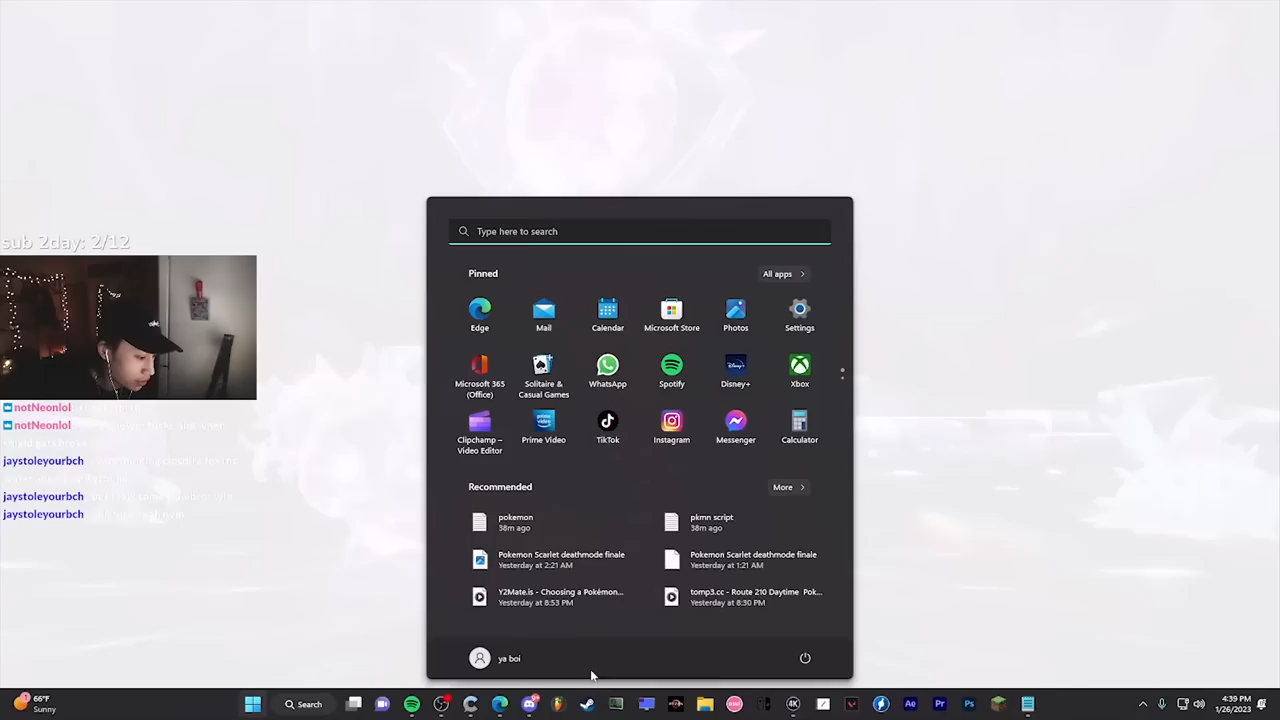 sub 2day: 2/12
notNeonlol
notNeonlol
jaystoleyourbch
jaystoleyourbch
jaystoleyourbch
Type here to search
Pinned
All apps
Edge
Mail
Calendar
Microsoft Store
Photos
Settings
Microsoft 365
(Office)
Solitaire &
Casual Games
WhatsApp
Spotify
Disney+
Xbox
Clipchamp –
Video Editor
Prime Video
TikTok
Instagram
Messenger
Calculator
Recommended
More
pokemon
38m ago
pkmn script
38m ago
Pokemon Scarlet deathmode finale
Yesterday at 2:21 AM
Pokemon Scarlet deathmode finale
Yesterday at 1:21 AM
Y2Mate.is - Choosing a Pokémon...
Yesterday at 8:53 PM
tomp3.cc - Route 210 Daytime Pok...
Yesterday at 8:30 PM
ya boi
66°F
Sunny
Search
4:39 PM
1/26/2023